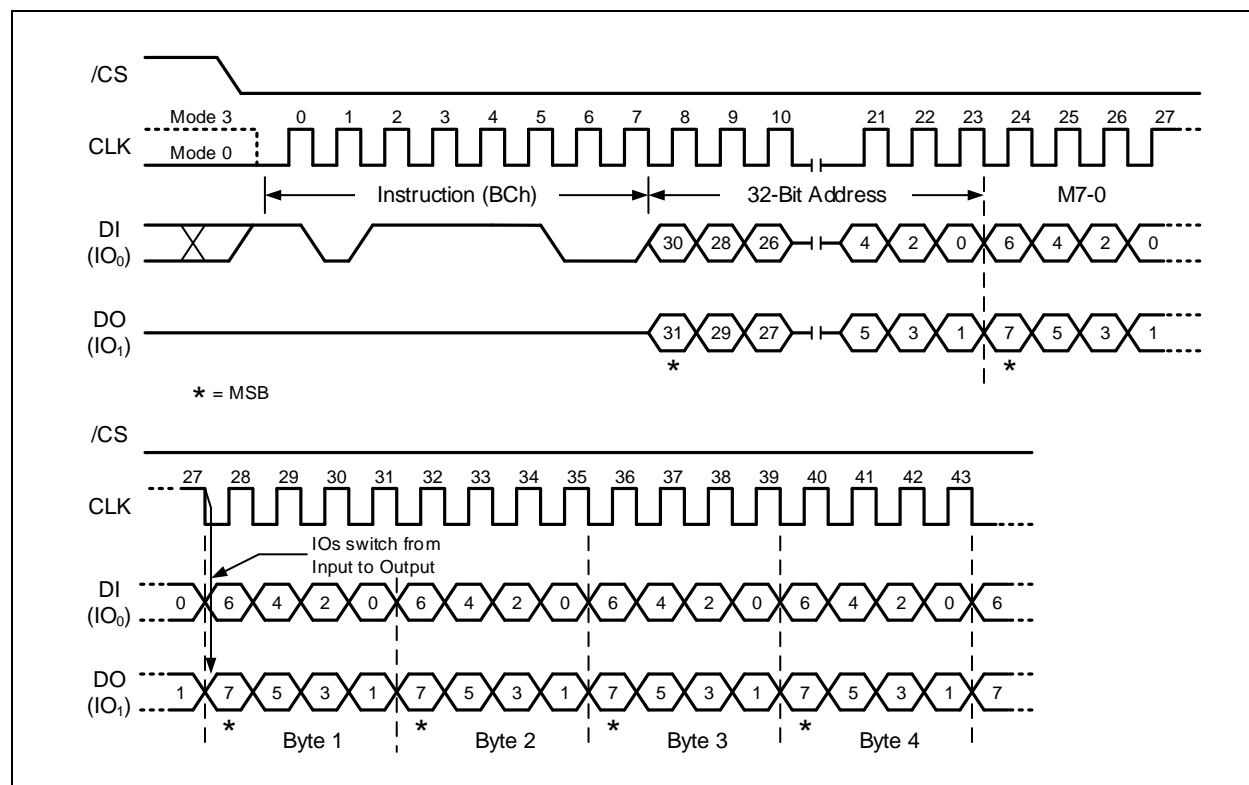 /CS
Mode 3
0 1 2 3 4 5 6 7 8 9 10 21 22 23 24 25 26 27
CLK
Mode 0
Instruction (BCh) 32-Bit Address M7-0
DI
(IO₀)
30 28 26 4 2 0 6 4 2 0
DO
(IO₁)
31 29 27 5 3 1 7 5 3 1
* *
* = MSB
/CS
27 28 29 30 31 32 33 34 35 36 37 38 39 40 41 42 43
CLK
IOs switch from
Input to Output
DI
(IO₀)
0 6 4 2 0 6 4 2 0 6 4 2 0 6 4 2 0 6
DO
(IO₁)
1 7 5 3 1 7 5 3 1 7 5 3 1 7 5 3 1 7
* * * *
Byte 1 Byte 2 Byte 3 Byte 4